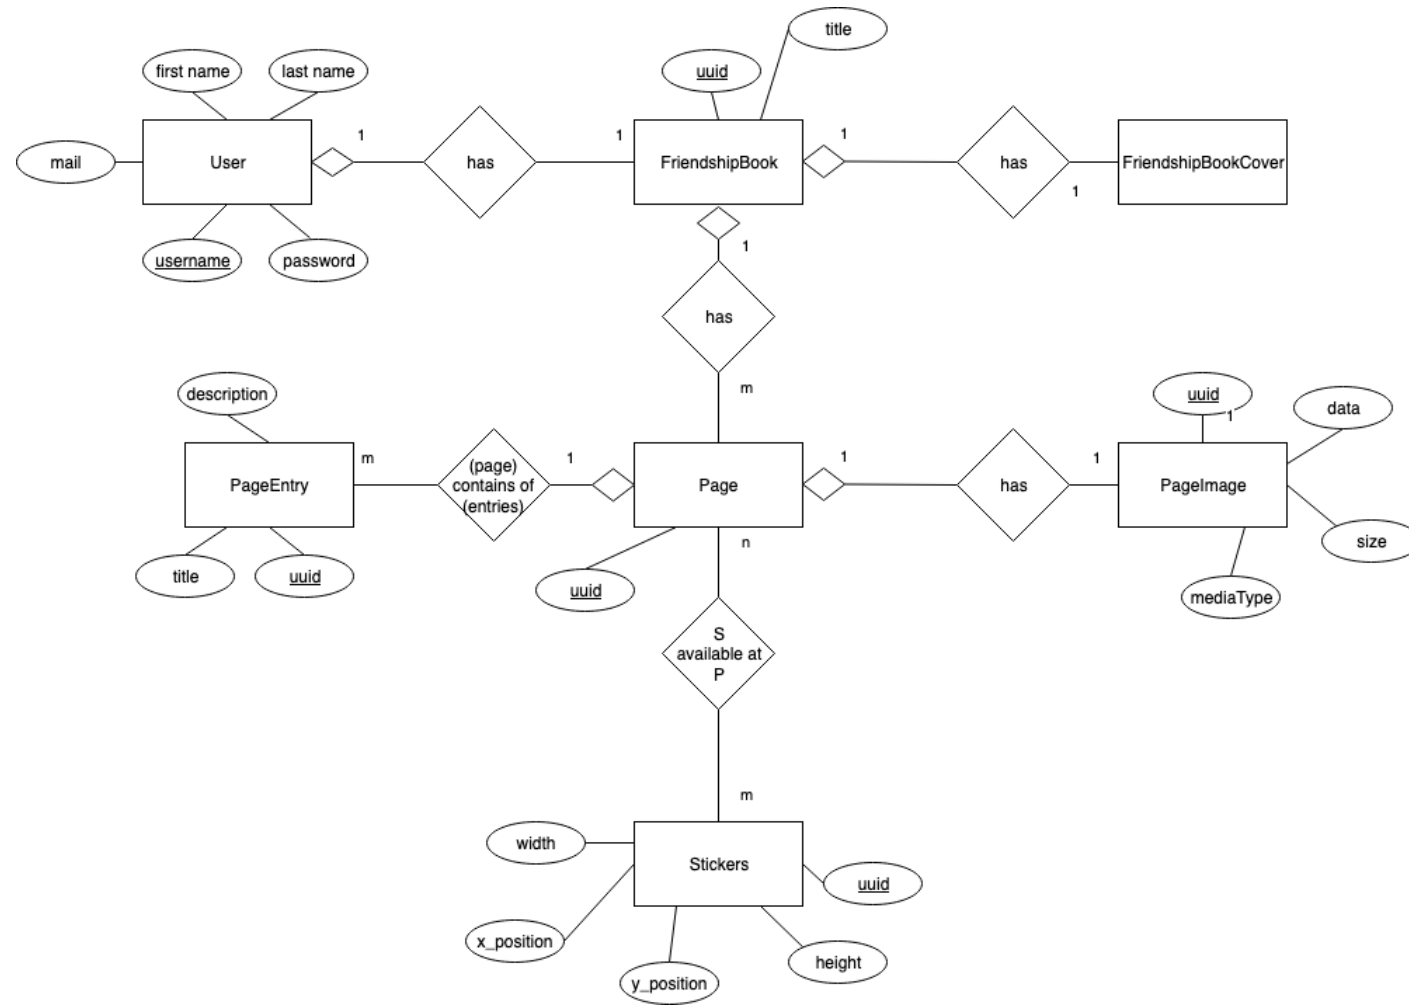 title
uuid
first name
last name
1
1
1
mail
User
has
FriendshipBook
has
FriendshipBookCover
1
username
password
1
has
m
description
uuid
1
data
m
(page)
contains of
(entries)
1
1
1
PageEntry
Page
has
PageImage
title
uuid
uuid
n
size
mediaType
S
available at
P
m
width
Stickers
uuid
x_position
height
y_position